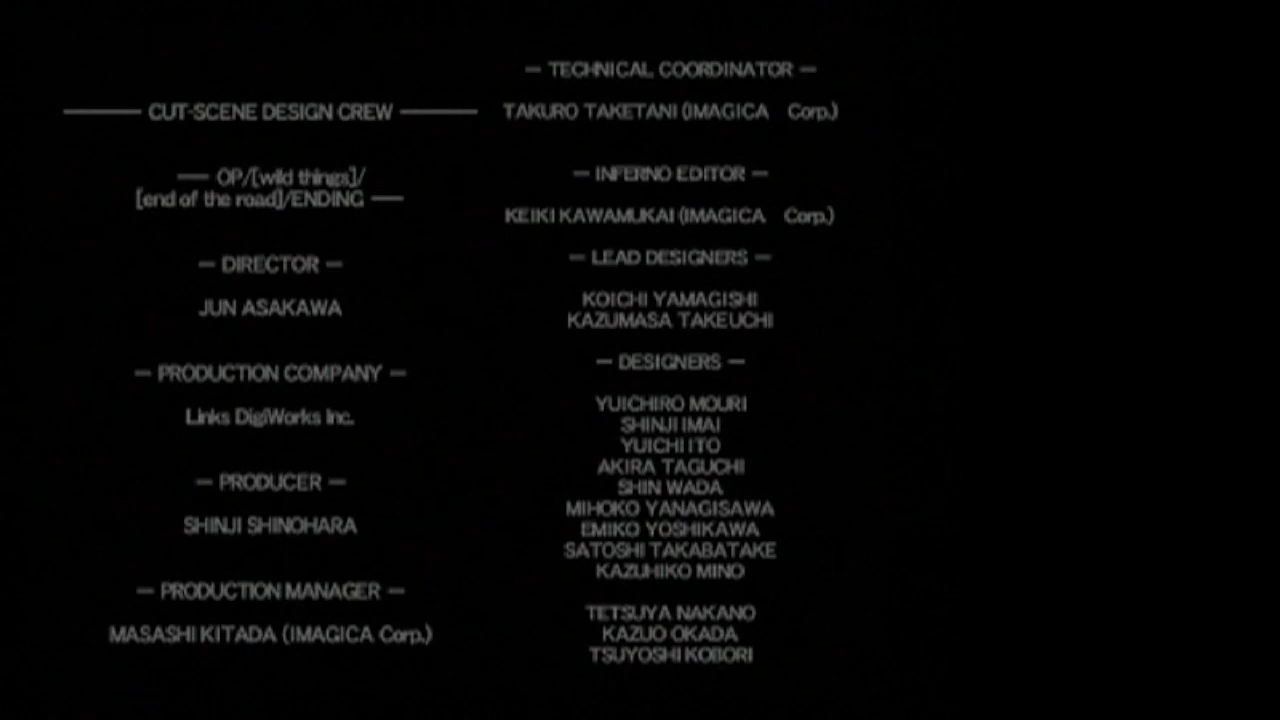 ——— CUT-SCENE DESIGN CREW ———
— OP/[wild things]/
[end of the road]/ENDING —
— DIRECTOR —
JUN ASAKAWA
— PRODUCTION COMPANY —
Links DigiWorks Inc.
— PRODUCER —
SHINJI SHINOHARA
— PRODUCTION MANAGER —
MASASHI KITADA (IMAGICA Corp.)
— TECHNICAL COORDINATOR —
TAKURO TAKETANI (IMAGICA Corp.)
— INFERNO EDITOR —
KEIKI KAWAMUKAI (IMAGICA Corp.)
— LEAD DESIGNERS —
KOICHI YAMAGISHI
KAZUMASA TAKEUCHI
— DESIGNERS —
YUICHIRO MOURI
SHINJI IMAI
YUICHI ITO
AKIRA TAGUCHI
SHIN WADA
MIHOKO YANAGISAWA
EMIKO YOSHIKAWA
SATOSHI TAKABATAKE
KAZUHIKO MINO
TETSUYA NAKANO
KAZUO OKADA
TSUYOSHI KOBORI